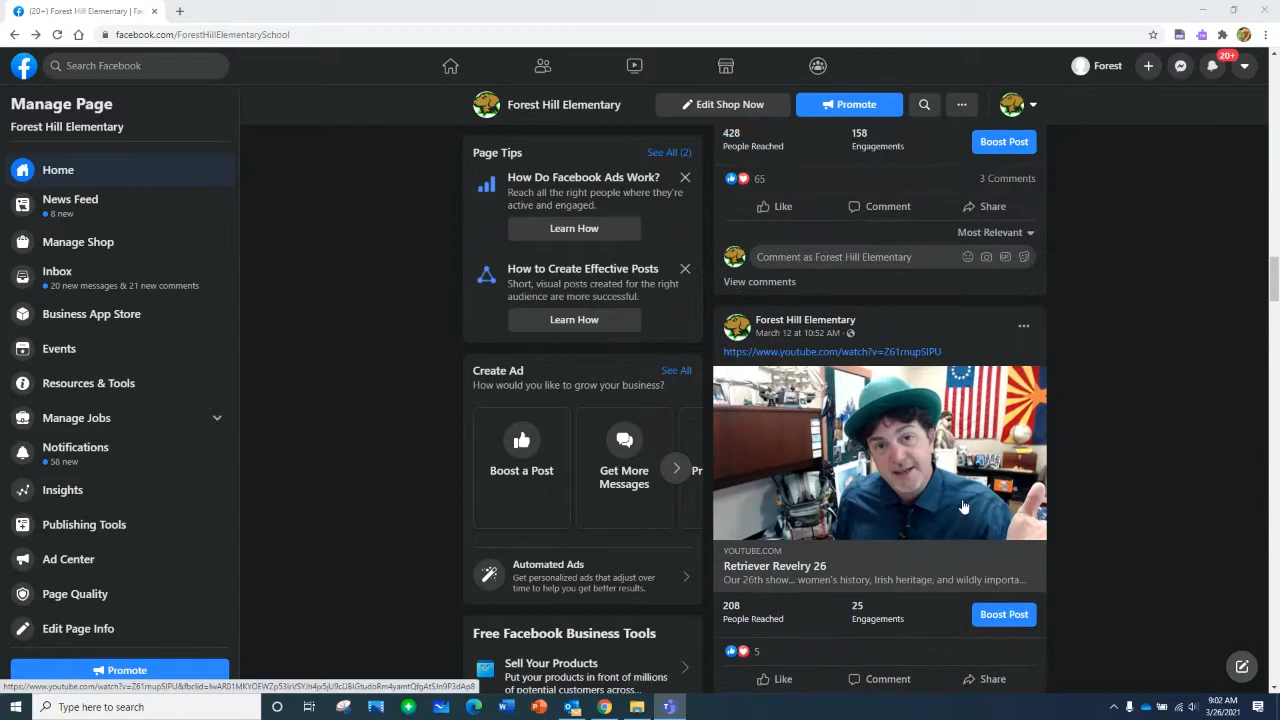 (20+) Forest Hill Elementary | Fa
facebook.com/ForestHillElementarySchool
Search Facebook
20+
Forest
Manage Page
Forest Hill Elementary
Home
News Feed
8 new
Manage Shop
Inbox
20 new messages & 21 new comments
Business App Store
Events
Resources & Tools
Manage Jobs
Notifications
58 new
Insights
Publishing Tools
Ad Center
Page Quality
Edit Page Info
Promote
Forest Hill Elementary
Edit Shop Now
Promote
Page Tips
See All (2)
How Do Facebook Ads Work?
Reach all the right people where they're
active and engaged.
Learn How
How to Create Effective Posts
Short, visual posts created for the right
audience are more successful.
Learn How
Create Ad
See All
How would you like to grow your business?
Boost a Post
Get More
Messages
Pr
Automated Ads
Get personalized ads that adjust over
time to help you get better results.
Free Facebook Business Tools
Sell Your Products
Put your products in front of millions
of potential customers across...
428
158
People Reached
Engagements
Boost Post
65
3 Comments
Like
Comment
Share
Most Relevant
Comment as Forest Hill Elementary
GIF
View comments
Forest Hill Elementary
March 12 at 10:52 AM
https://www.youtube.com/watch?v=Z61rnupSlPU
YOUTUBE.COM
Retriever Revelry 26
Our 26th show... women's history, Irish heritage, and wildly importa...
208
25
People Reached
Engagements
Boost Post
5
Like
Comment
Share
Type here to search
9:02 AM
3/26/2021